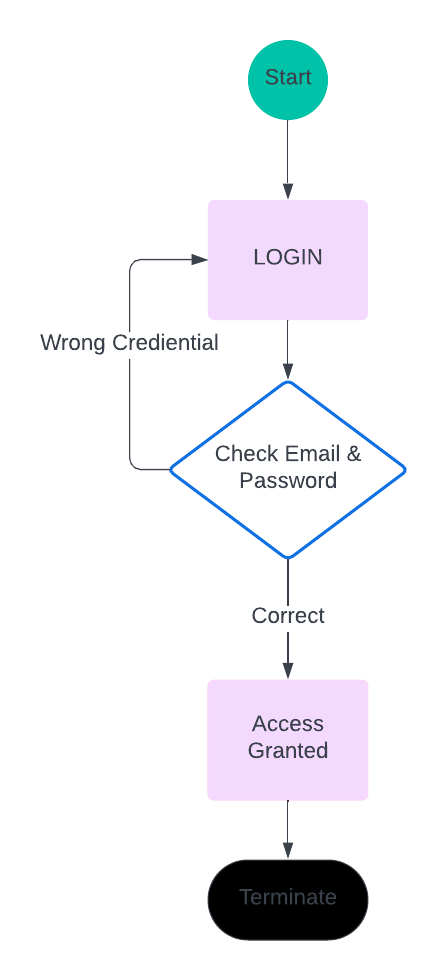 Start
LOGIN
Wrong Crediential
Check Email &
Password
Correct
Access
Granted
Terminate